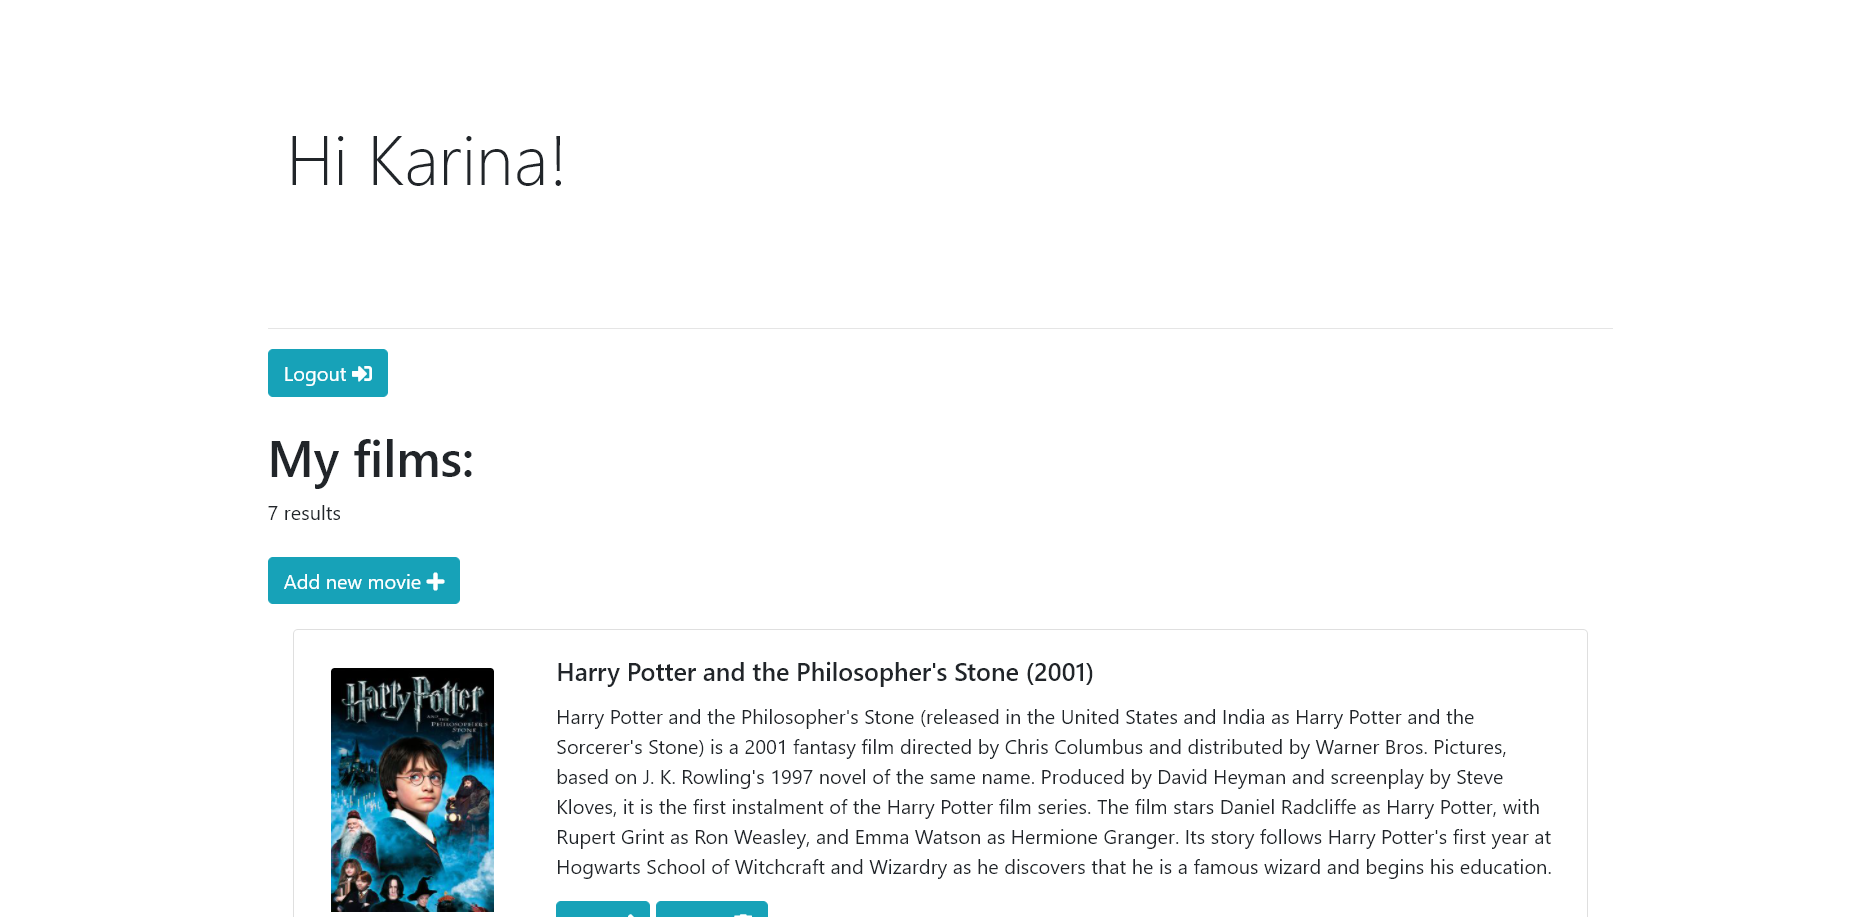 Hi Karina!
Logout
My films:
7 results
Add new movie
Harry Potter
AND THE
PHILOSOPHER'S
STONE
Harry Potter and the Philosopher's Stone (2001)
Harry Potter and the Philosopher's Stone (released in the United States and India as Harry Potter and the
Sorcerer's Stone) is a 2001 fantasy film directed by Chris Columbus and distributed by Warner Bros. Pictures,
based on J. K. Rowling's 1997 novel of the same name. Produced by David Heyman and screenplay by Steve
Kloves, it is the first instalment of the Harry Potter film series. The film stars Daniel Radcliffe as Harry Potter, with
Rupert Grint as Ron Weasley, and Emma Watson as Hermione Granger. Its story follows Harry Potter's first year at
Hogwarts School of Witchcraft and Wizardry as he discovers that he is a famous wizard and begins his education.